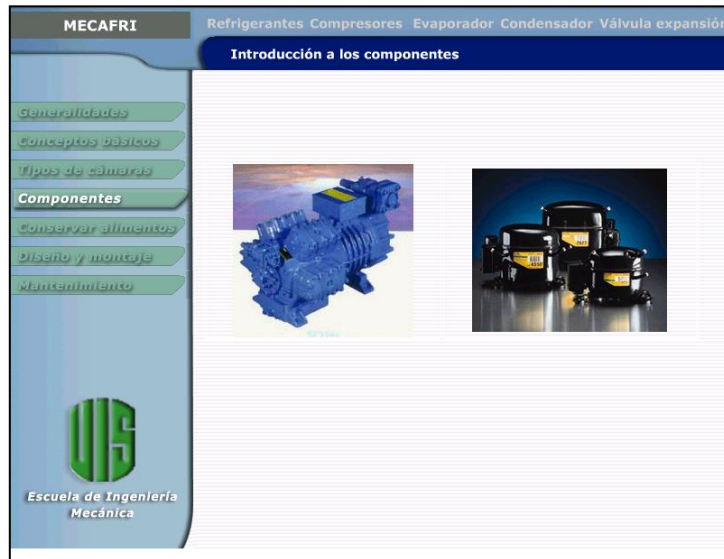 MECAFRI
Refrigerantes Compresores Evaporador Condensador Válvula expansión
Introducción a los componentes
Generalidades
Conceptos básicos
Tipos de cámaras
Componentes
Conservar alimentos
Diseño y montaje
Mantenimiento
UIS
Escuela de Ingeniería
Mecánica